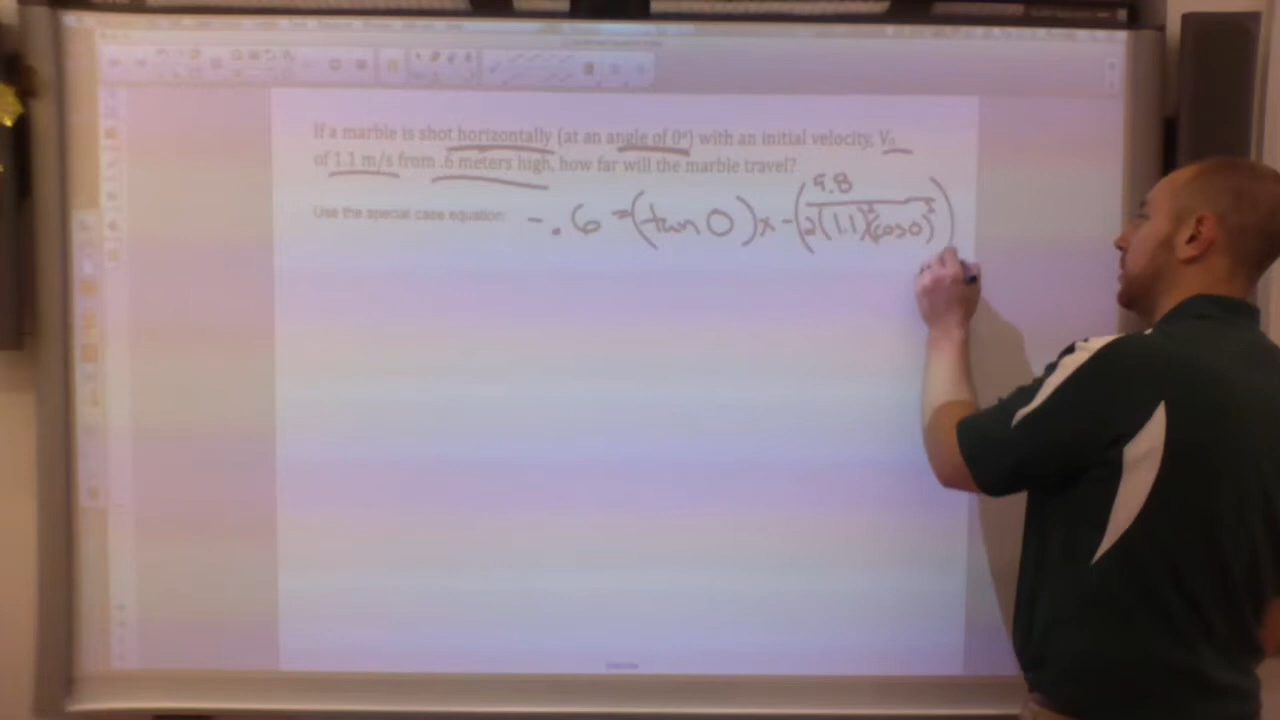 If a marble is shot horizontally (at an angle of 0°) with an initial velocity, V₀
of 1.1 m/s from .6 meters high, how far will the marble travel?
Use the special case equation: -.6 = (tan 0)x - (9.8 / 2(1.1)²(cos 0)²)